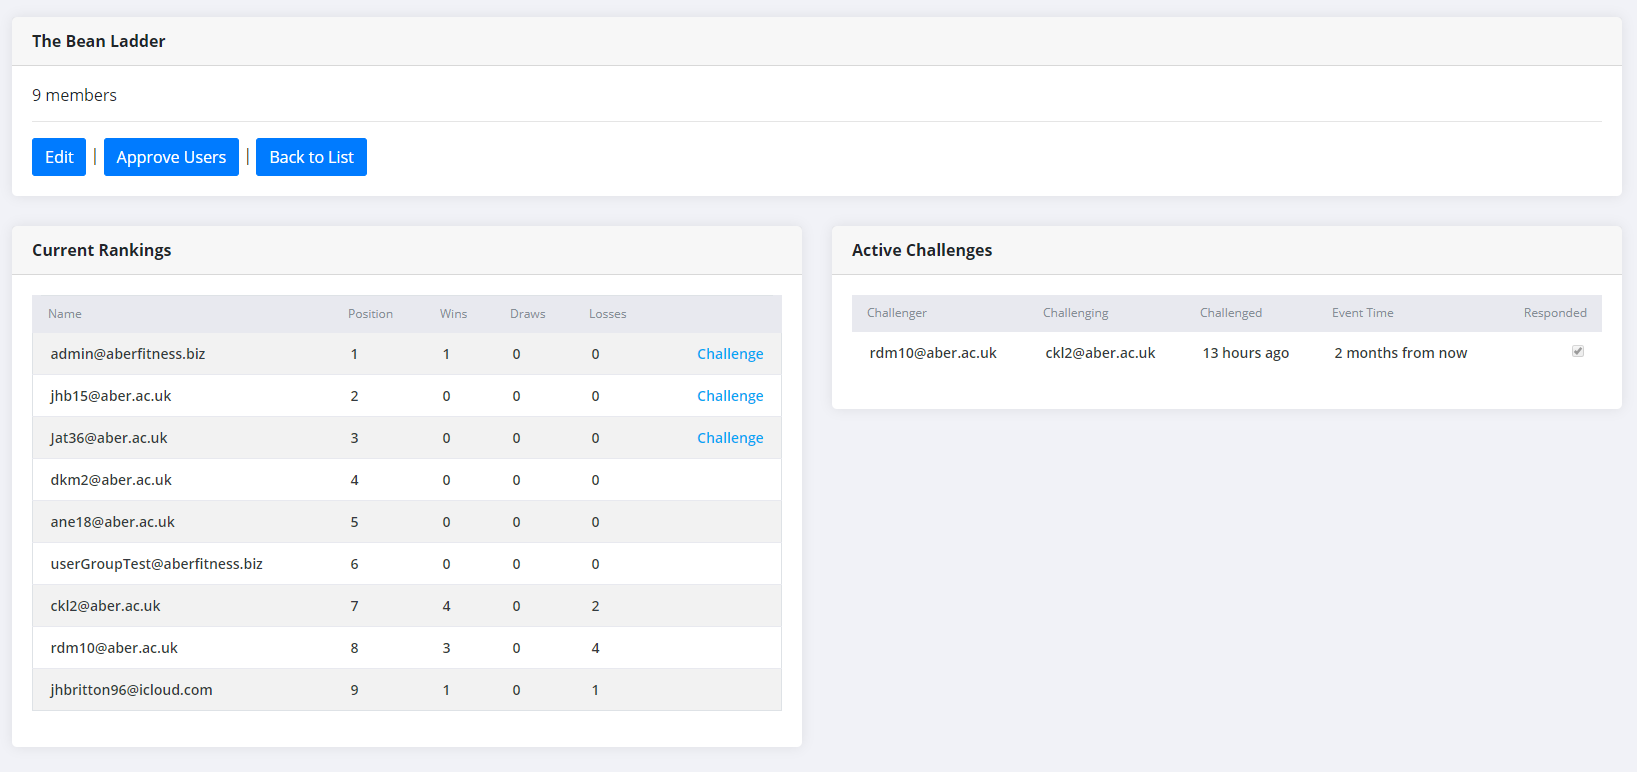 The Bean Ladder
9 members
Edit | Approve Users | Back to List
Current Rankings
Name Position Wins Draws Losses
admin@aberfitness.biz 1 1 0 0 Challenge
jhb15@aber.ac.uk 2 0 0 0 Challenge
Jat36@aber.ac.uk 3 0 0 0 Challenge
dkm2@aber.ac.uk 4 0 0 0
ane18@aber.ac.uk 5 0 0 0
userGroupTest@aberfitness.biz 6 0 0 0
ckl2@aber.ac.uk 7 4 0 2
rdm10@aber.ac.uk 8 3 0 4
jhbritton96@icloud.com 9 1 0 1
Active Challenges
Challenger Challenging Challenged Event Time Responded
rdm10@aber.ac.uk ckl2@aber.ac.uk 13 hours ago 2 months from now